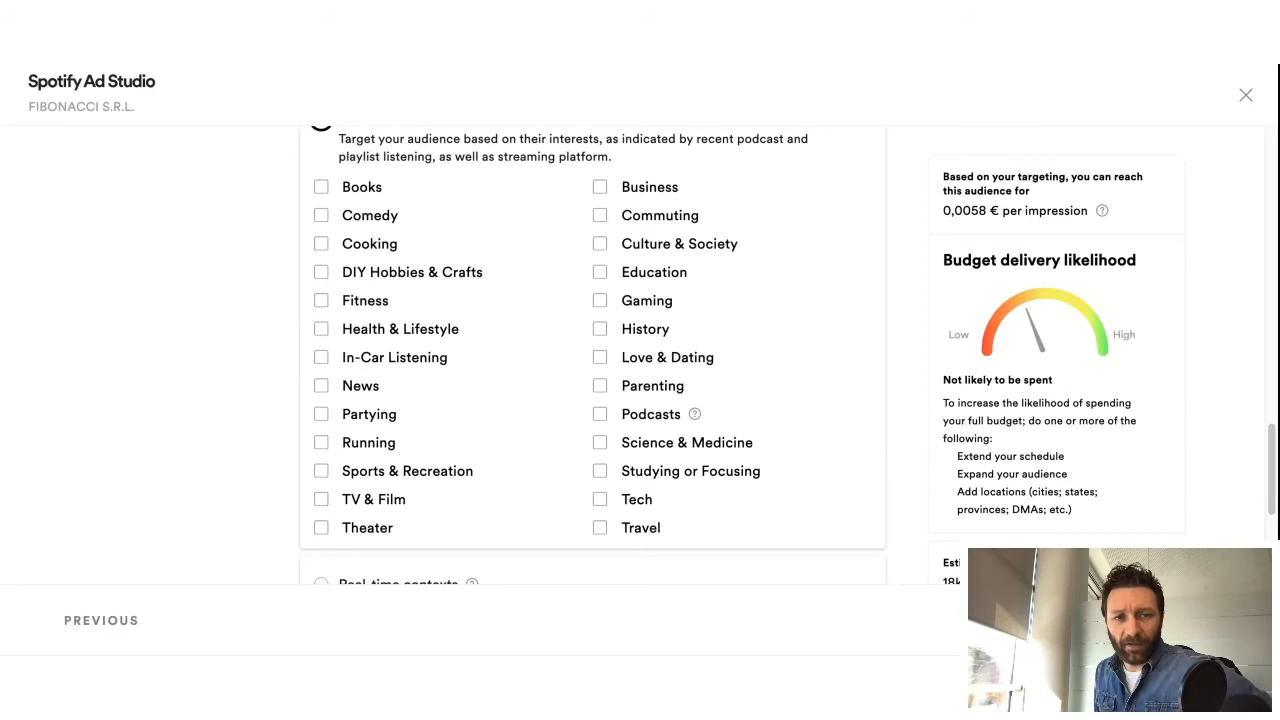 Spotify Ad Studio
FIBONACCI S.R.L.
Target your audience based on their interests, as indicated by recent podcast and
playlist listening, as well as streaming platform.
Books
Business
Comedy
Commuting
Cooking
Culture & Society
DIY Hobbies & Crafts
Education
Fitness
Gaming
Health & Lifestyle
History
In-Car Listening
Love & Dating
News
Parenting
Partying
Podcasts ?
Running
Science & Medicine
Sports & Recreation
Studying or Focusing
TV & Film
Tech
Theater
Travel
Real-time contexts ?
PREVIOUS
Based on your targeting, you can reach
this audience for
0,0058 € per impression ?
Budget delivery likelihood
Low
High
Not likely to be spent
To increase the likelihood of spending
your full budget; do one or more of the
following:
Extend your schedule
Expand your audience
Add locations (cities; states;
provinces; DMAs; etc.)